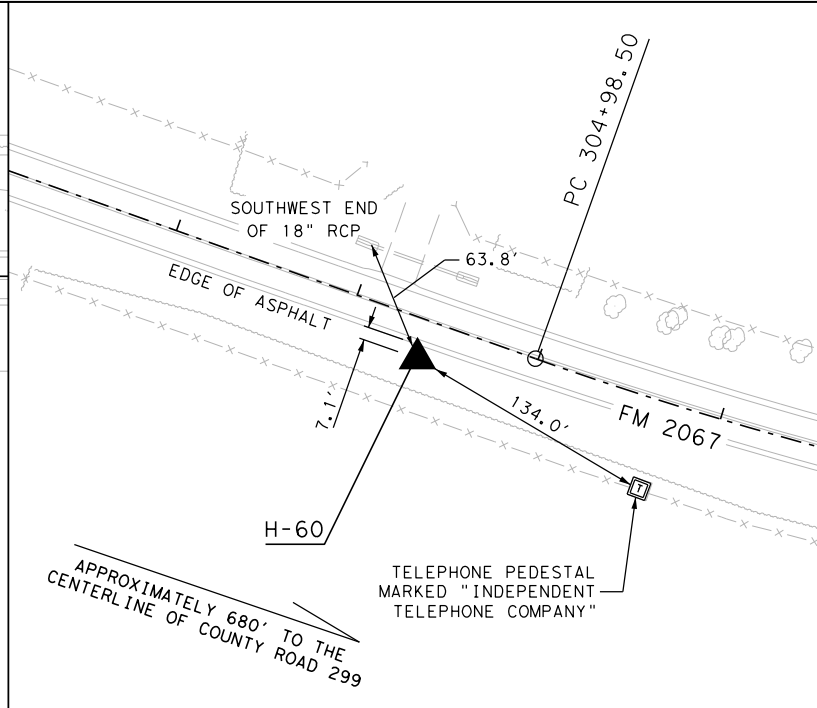 PC 304+98.50
SOUTHWEST END
OF 18" RCP
63.8'
EDGE OF ASPHALT
7.1'
134.0'
FM 2067
H-60
T
TELEPHONE PEDESTAL
MARKED "INDEPENDENT
TELEPHONE COMPANY"
APPROXIMATELY 680' TO THE
CENTERLINE OF COUNTY ROAD 299